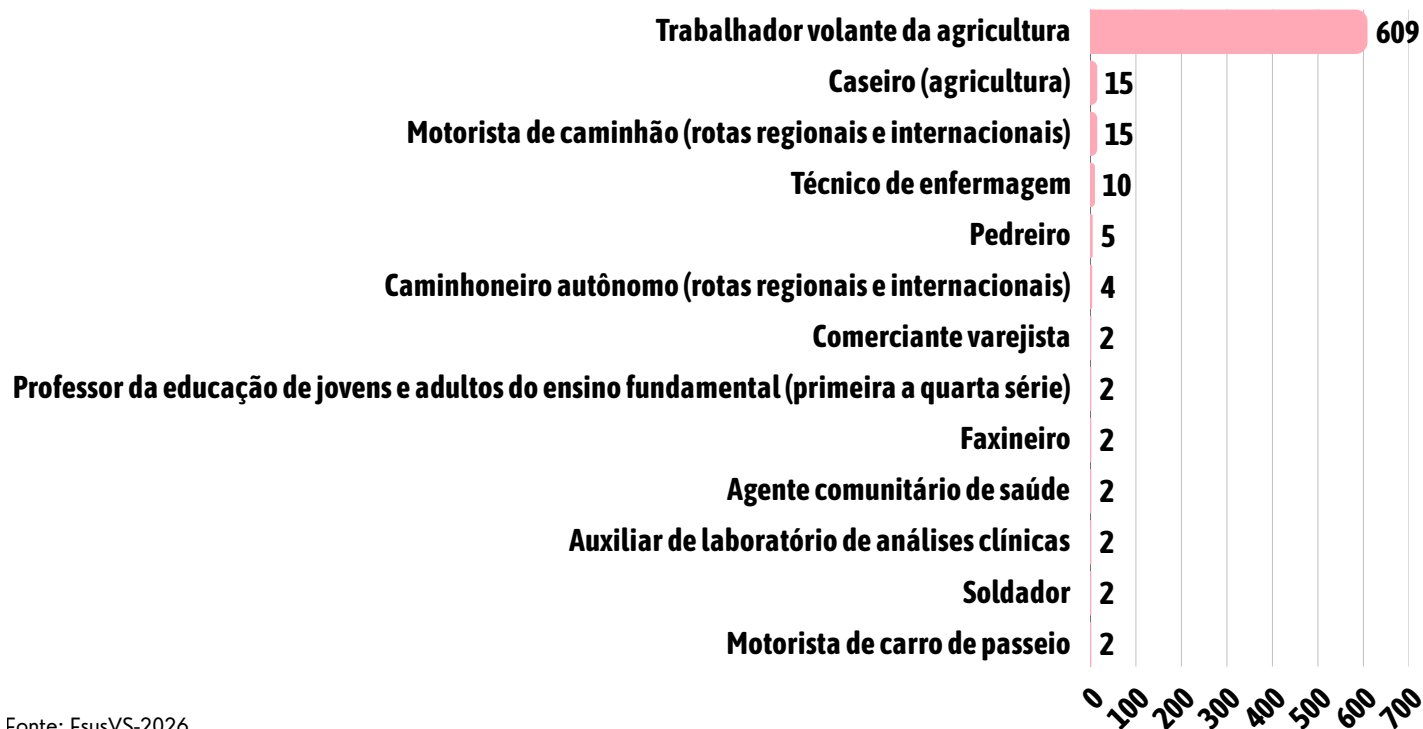 Trabalhador volante da agricultura 609
Caseiro (agricultura) 15
Motorista de caminhão (rotas regionais e internacionais) 15
Técnico de enfermagem 10
Pedreiro 5
Caminhoneiro autônomo (rotas regionais e internacionais) 4
Comerciante varejista 2
Professor da educação de jovens e adultos do ensino fundamental (primeira a quarta série) 2
Faxineiro 2
Agente comunitário de saúde 2
Auxiliar de laboratório de análises clínicas 2
Soldador 2
Motorista de carro de passeio 2
0 100 200 300 400 500 600 700
Fonte: EsusVS-2026